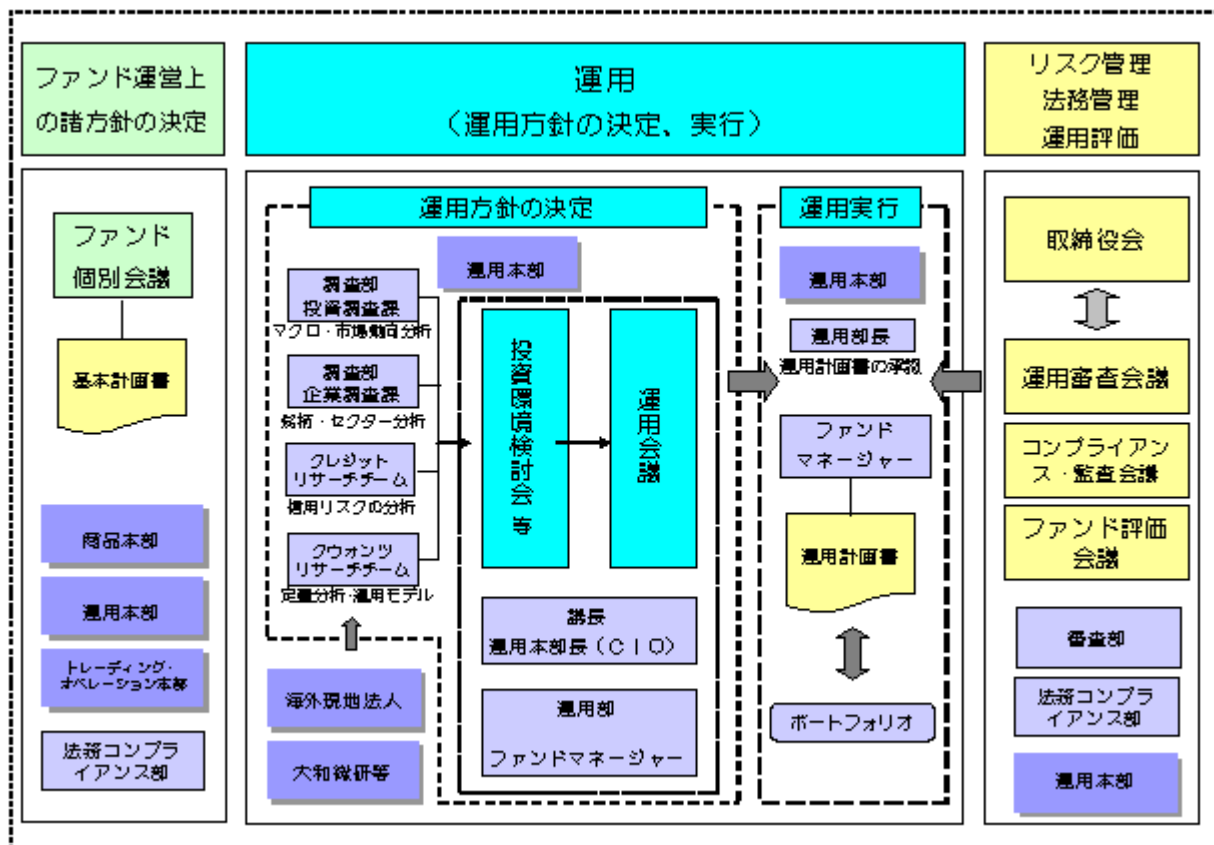 ファンド運営上
の諸方針の決定
運用
（運用方針の決定、実行）
リスク管理
法務管理
運用評価
ファンド
個別会議
基本計画書
商品本部
運用本部
トレーディング・
オペレーション本部
法務コンプラ
イアンス部
運用方針の決定
運用本部
調査部
投資調査課
マクロ・市場動向分析
調査部
企業調査課
銘柄・セクター分析
クレジット
リサーチチーム
信用リスクの分析
クウォンツ
リサーチチーム
定量分析・運用モデル
海外現地法人
大和総研等
投資環境検討会 等
運用会議
議長
運用本部長（ＣＩＯ）
運用部
ファンドマネージャー
運用実行
運用本部
運用部長
運用計画書の承認
ファンド
マネージャー
運用計画書
ポートフォリオ
取締役会
運用審査会議
コンプライアン
ス・監査会議
ファンド評価
会議
審査部
法務コンプラ
イアンス部
運用本部